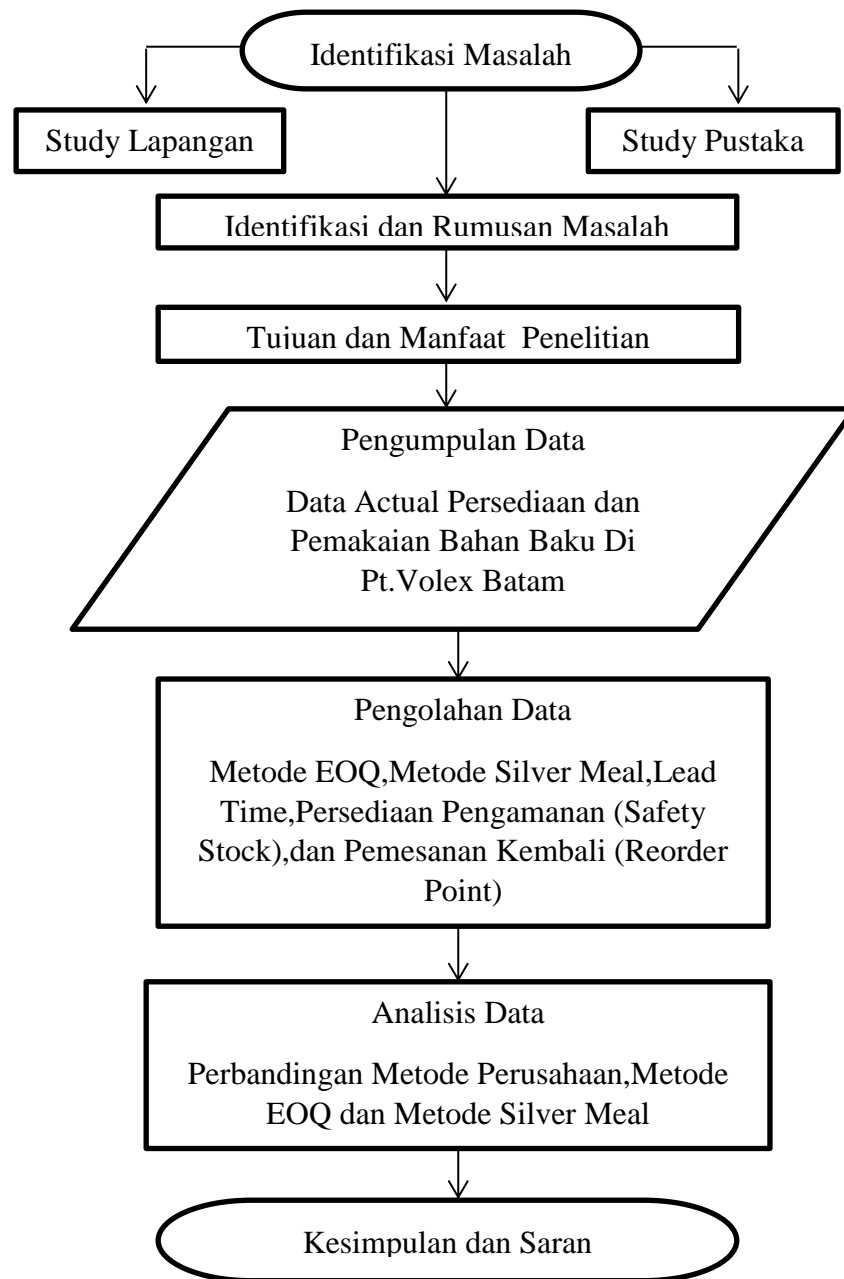 Identifikasi Masalah
Study Lapangan
Study Pustaka
Identifikasi dan Rumusan Masalah
Tujuan dan Manfaat Penelitian
Pengumpulan Data
Data Actual Persediaan dan
Pemakaian Bahan Baku Di
Pt.Volex Batam
Pengolahan Data
Metode EOQ,Metode Silver Meal,Lead
Time,Persediaan Pengamanan (Safety
Stock),dan Pemesanan Kembali (Reorder
Point)
Analisis Data
Perbandingan Metode Perusahaan,Metode
EOQ dan Metode Silver Meal
Kesimpulan dan Saran